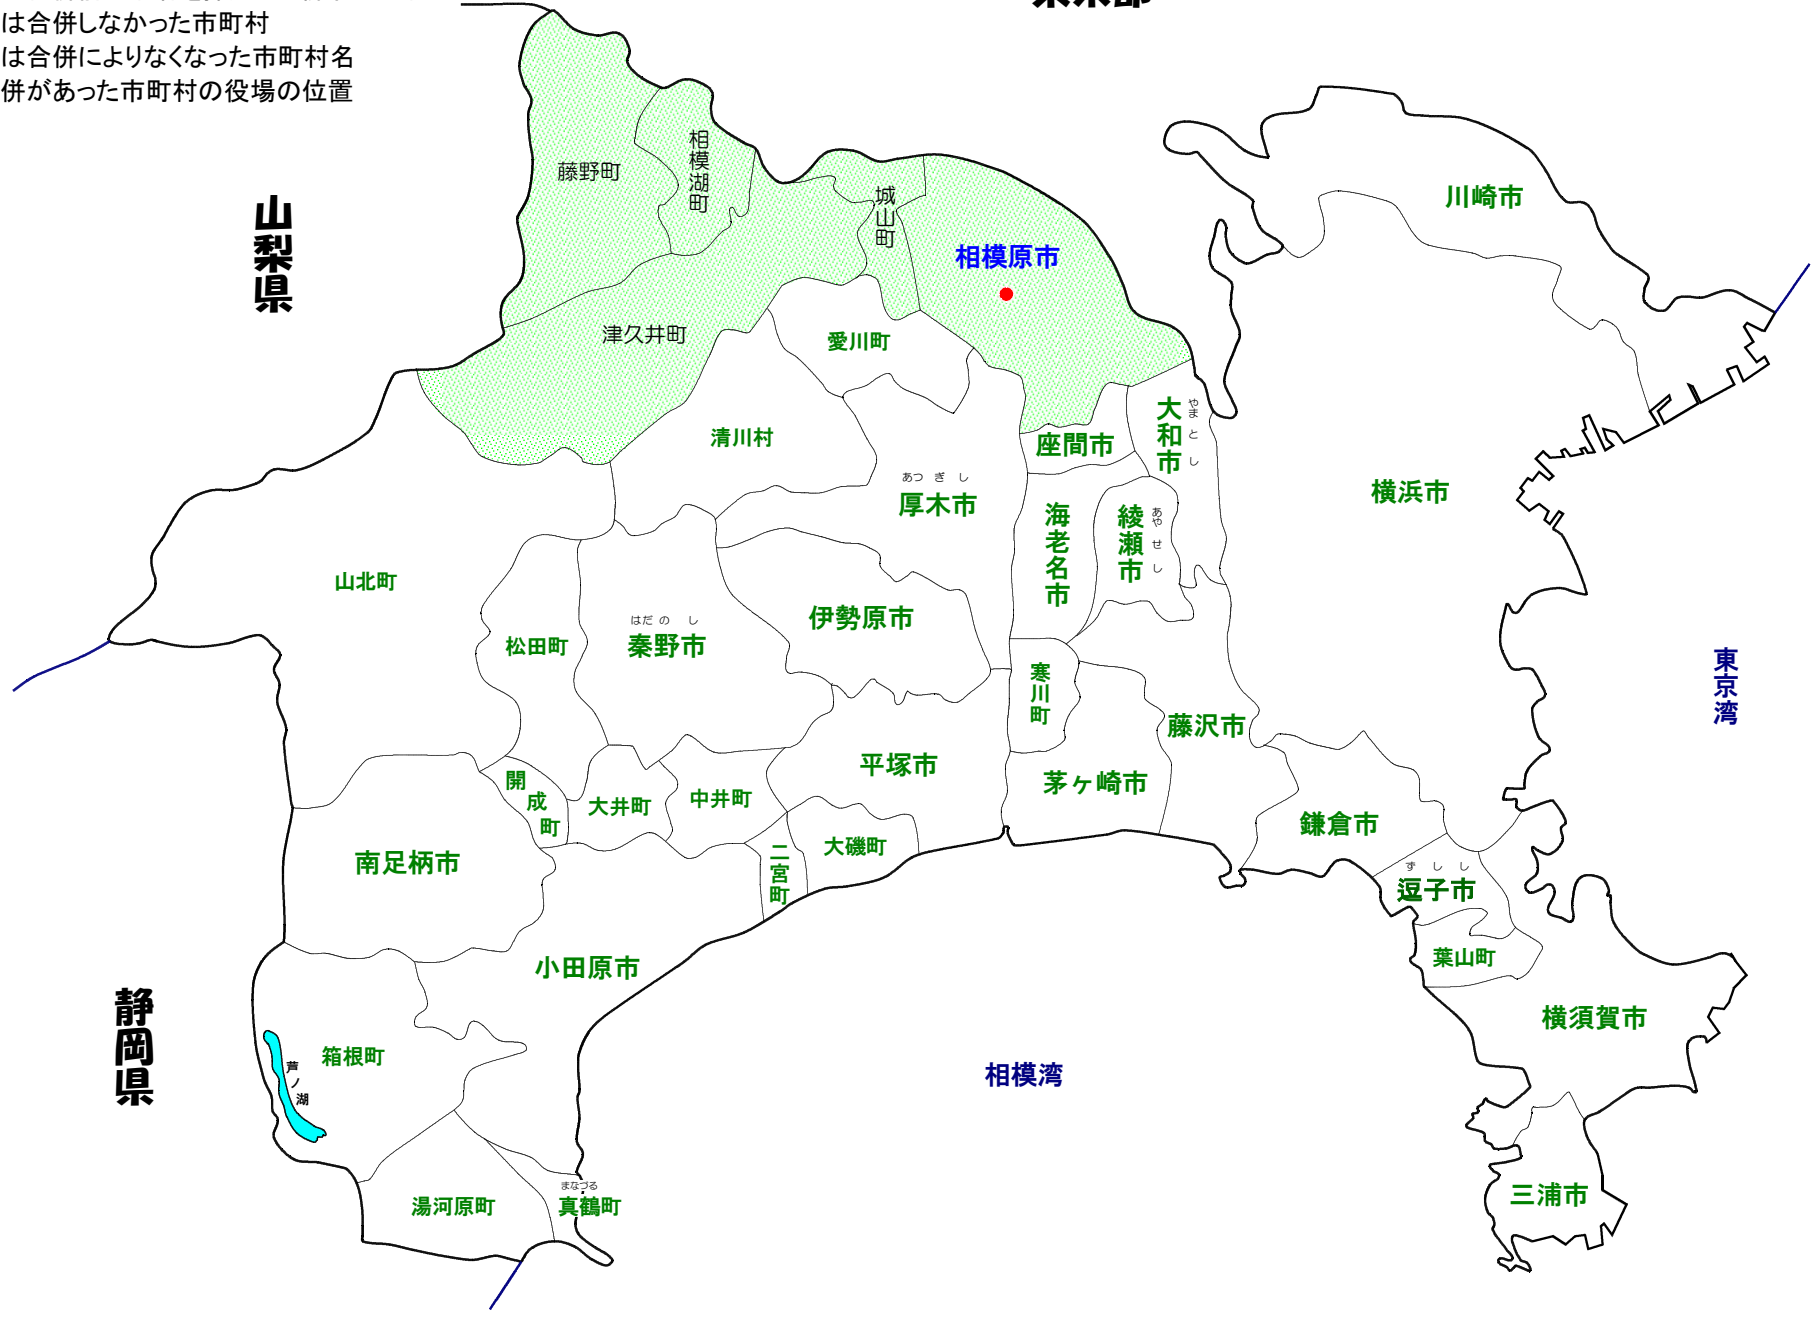 は合併しなかった市町村
は合併によりなくなった市町村名
併があった市町村の役場の位置
山梨県
静岡県
藤野町
相模湖町
城山町
津久井町
相模原市
川崎市
愛川町
清川村
あつぎし
厚木市
座間市
大和市
やまとし
海老名市
綾瀬市
あやせし
横浜市
山北町
松田町
はだのし
秦野市
伊勢原市
寒川町
藤沢市
東京湾
平塚市
茅ヶ崎市
開成町
大井町
中井町
二宮町
大磯町
鎌倉市
南足柄市
ずしし
逗子市
葉山町
小田原市
横須賀市
箱根町
芦ノ湖
相模湾
湯河原町
まなづる
真鶴町
三浦市